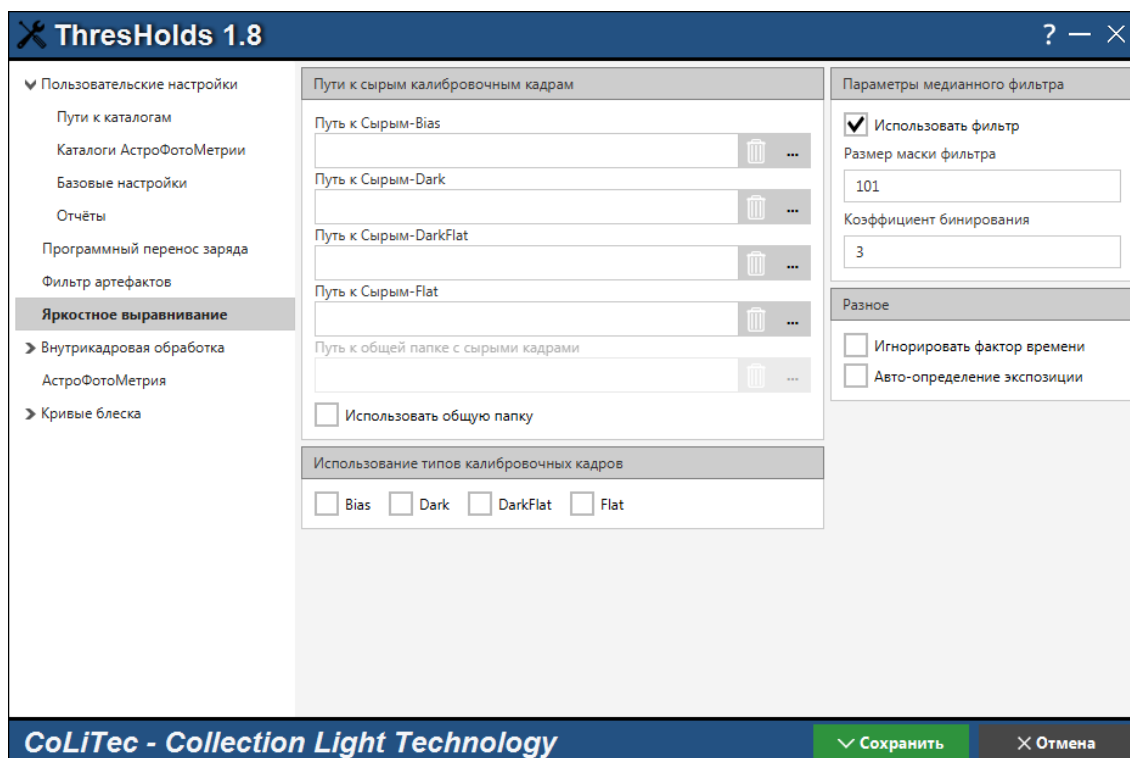 ThresHolds 1.8
? — ×
Пользовательские настройки
Пути к каталогам
Каталоги АстроФотоМетрии
Базовые настройки
Отчёты
Программный перенос заряда
Фильтр артефактов
Яркостное выравнивание
Внутрикадровая обработка
АстроФотоМетрия
Кривые блеска
Пути к сырым калибровочным кадрам
Путь к Сырым-Bias
...
Путь к Сырым-Dark
...
Путь к Сырым-DarkFlat
...
Путь к Сырым-Flat
...
Путь к общей папке с сырыми кадрами
...
Использовать общую папку
Использование типов калибровочных кадров
Bias Dark DarkFlat Flat
Параметры медианного фильтра
Использовать фильтр
Размер маски фильтра
101
Коэффициент бинирования
3
Разное
Игнорировать фактор времени
Авто-определение экспозиции
CoLiTec - Collection Light Technology
Сохранить
Отмена